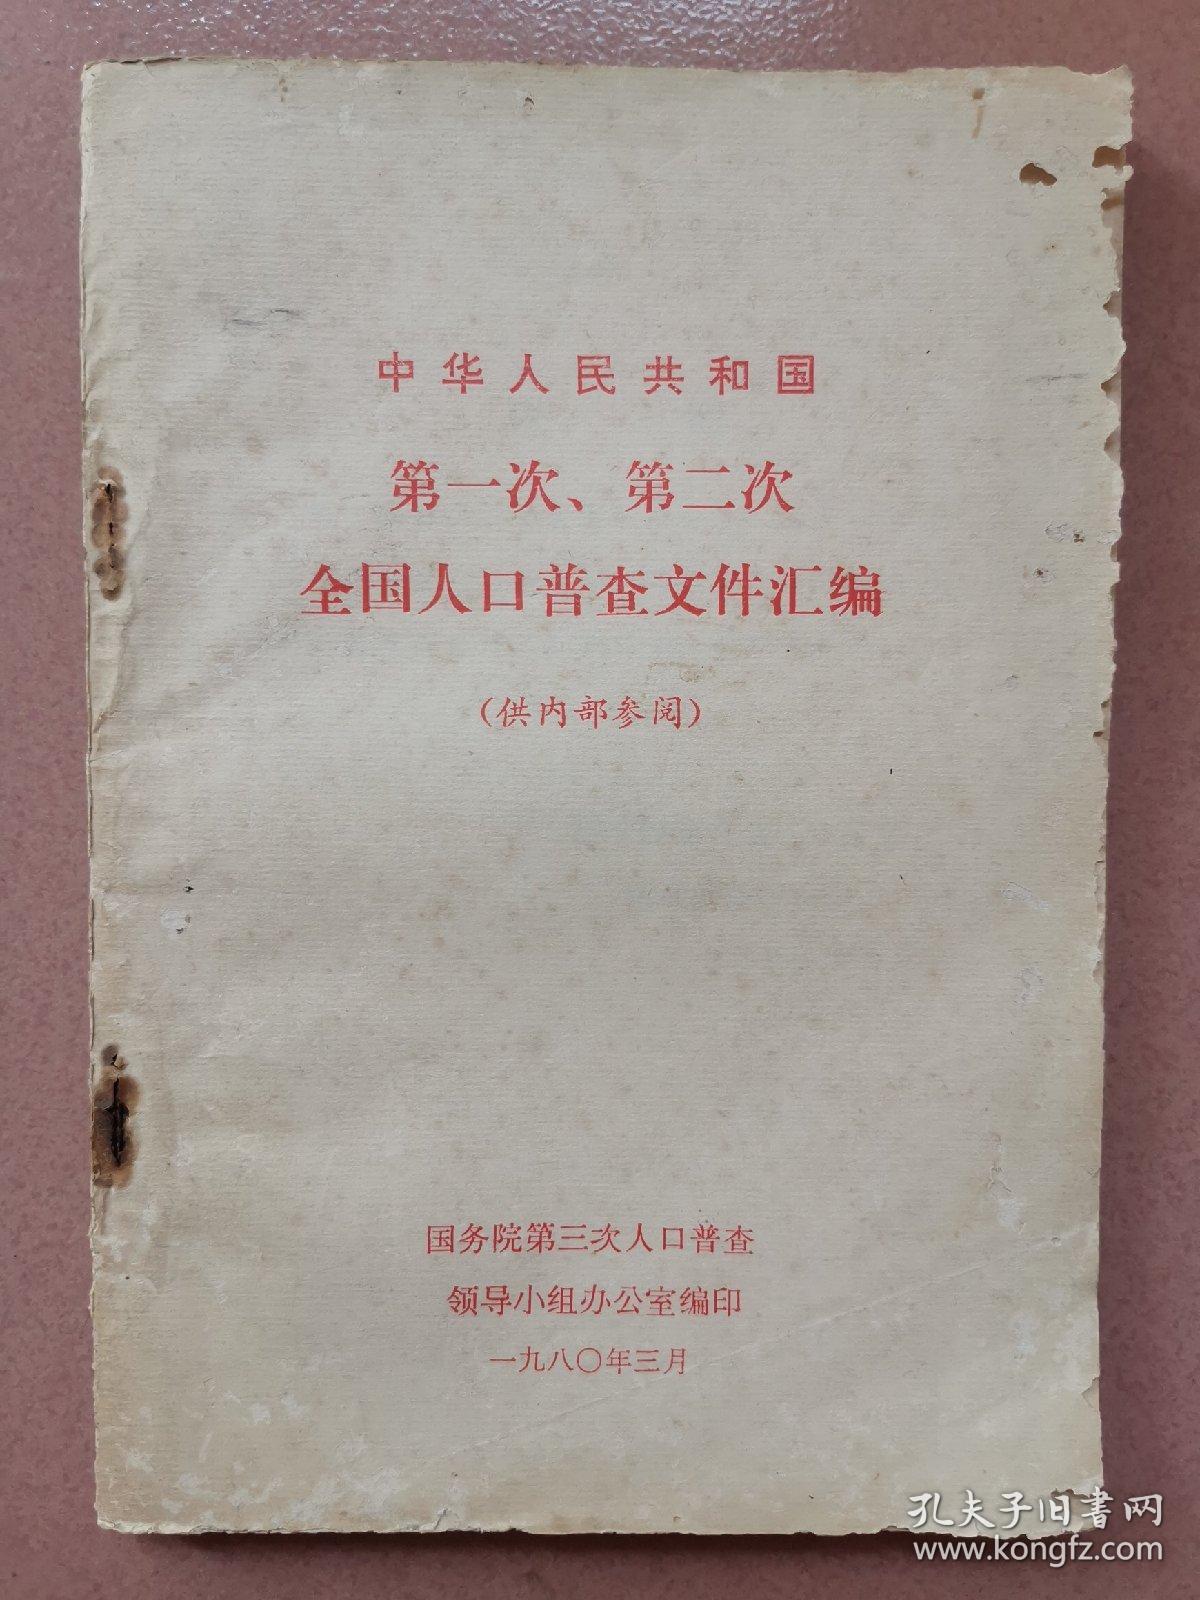 中华人民共和国
第一次、第二次
全国人口普查文件汇编
(供内部参阅)
国务院第三次人口普查
领导小组办公室编印
一九八〇年三月
孔夫子旧書网
www.kongfz.com